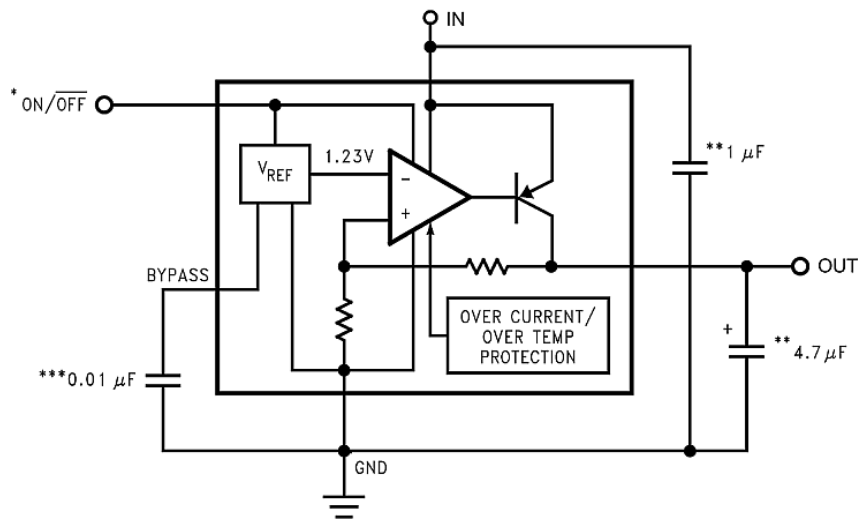 IN
*ON/OFF
**1 μF
1.23V
VREF
−
+
BYPASS
OUT
OVER CURRENT/
OVER TEMP
PROTECTION
+
**4.7 μF
***0.01 μF
GND